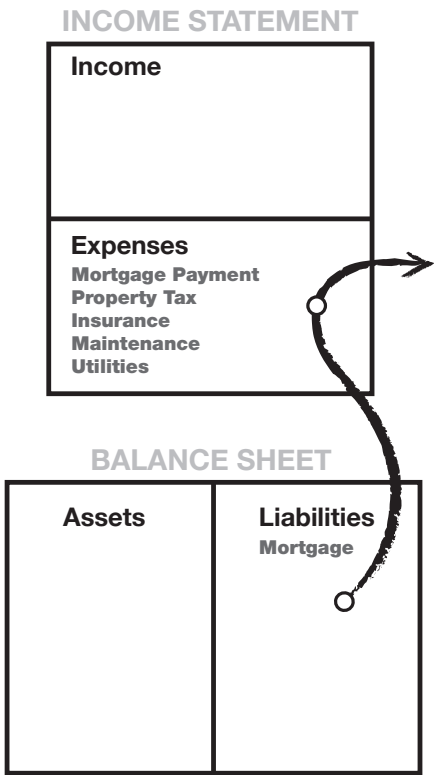 INCOME STATEMENT
Income
Expenses
Mortgage Payment
Property Tax
Insurance
Maintenance
Utilities
BALANCE SHEET
Assets
Liabilities
Mortgage